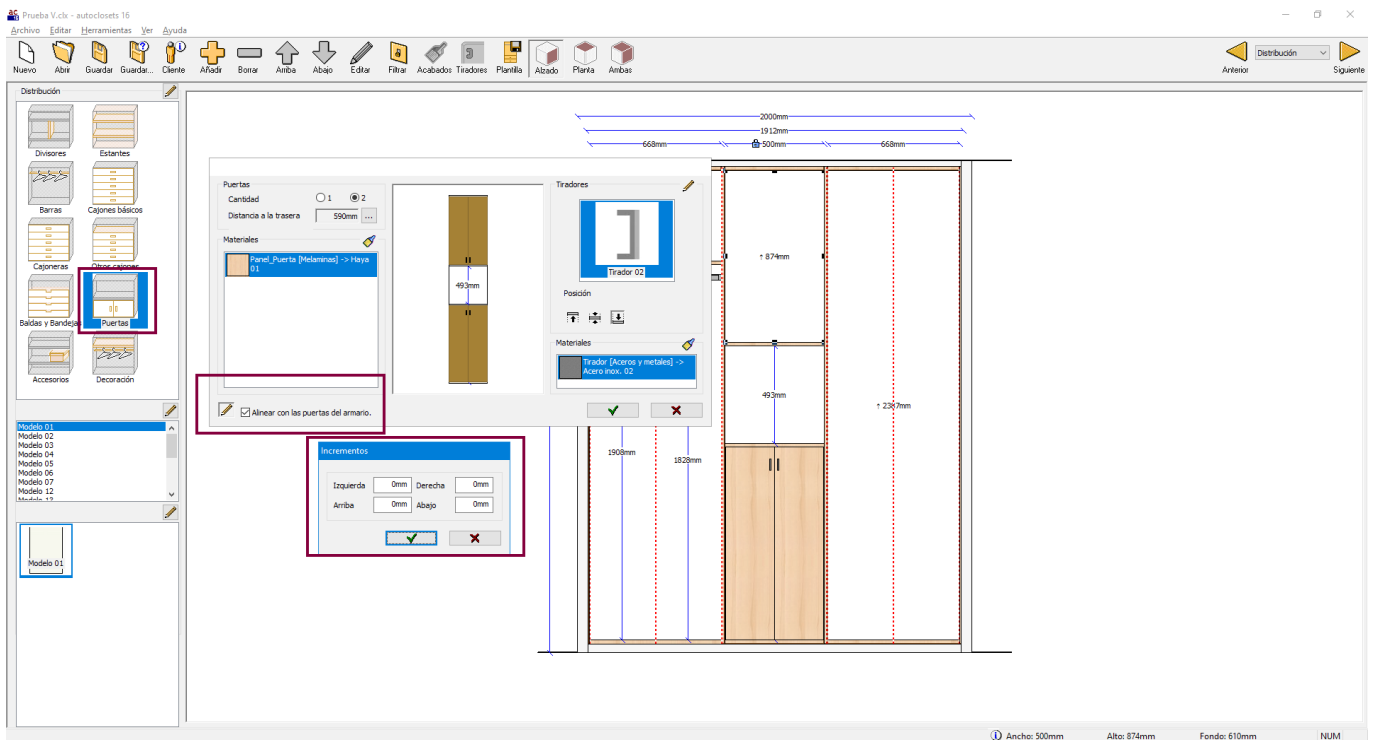 Prueba V.clx - autoclosets 16
Archivo Editar Herramientas Ver Ayuda
Nuevo Abrir Guardar Guardar... Cliente Añadir Borrar Arriba Abajo Editar Filtrar Acabados Tiradores Plantilla Alzado Planta Ambas Anterior Distribución Siguiente
Distribución
Divisores Estantes
Barras Cajones básicos
Cajoneras Otros cajones
Baldas y Bandejas Puertas
Accesorios Decoración
Modelo 01
Modelo 02
Modelo 03
Modelo 04
Modelo 05
Modelo 06
Modelo 07
Modelo 12
Modelo 13
Modelo 01
2000mm
1912mm
668mm 500mm 668mm
Puertas
Cantidad 1 2
Distancia a la trasera 590mm ...
Materiales
Panel_Puerta [Melaminas] -> Haya
01
493mm
Alinear con las puertas del armario.
Tiradores
Tirador 02
Posición
Materiales
Tirador [Aceros y metales] ->
Acero inox. 02
Incrementos
Izquierda 0mm Derecha 0mm
Arriba 0mm Abajo 0mm
874mm
493mm
1908mm
1828mm
Ancho: 500mm Alto: 874mm Fondo: 610mm NUM